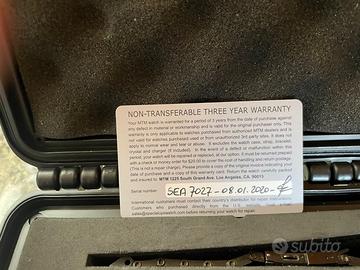 NON-TRANSFERABLE THREE YEAR WARRANTY
Your MTM watch is warranted for a period of 3 years from the date of purchase against
any defect in material or workmanship and is valid for the original purchaser only. This
warranty is only applicable to watches purchased from authorized MTM dealers and is
not valid for watches purchased used or from unauthorized 3rd party sites. It does not
apply to normal wear and tear or abuse. It excludes the watch case, strap, bracelet,
crystal and charger (if included). In the event of a defect or malfunction within this
period, your watch will be repaired or replaced, at our option. It must be returned prepaid
with a check or money order for $20.00 to cover the cost of handling and return postage.
(This is not a repair charge). Please provide a copy of the original invoice indicating your
date of purchase and a copy of this warranty card. Return the watch carefully packed
and insured to: MTM 1225 South Grand Ave. Los Angeles, CA. 90015
Serial number: SEA 7027 - 08.01.2020
International customers must contact their country's distributor for warranty and repair.
Customers who purchased directly from the U.S. must email
sales@specialopswatch.com before returning your watch for repair.
subito